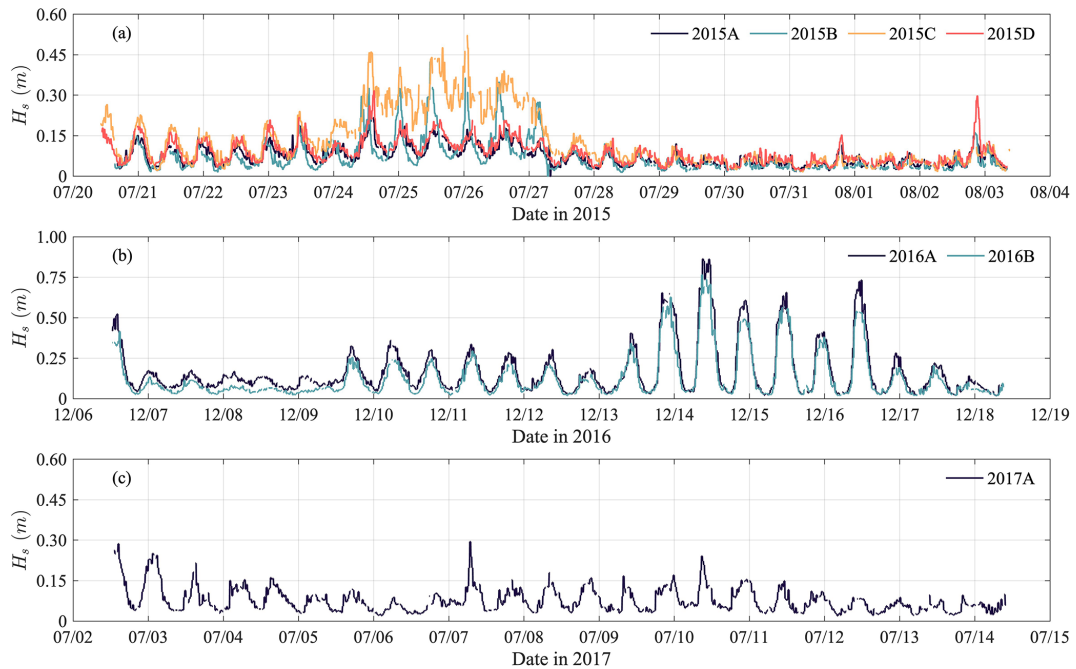 (a)
2015A 2015B 2015C 2015D
0.60
0.45
0.30
0.15
0
H_s (m)
07/20 07/21 07/22 07/23 07/24 07/25 07/26 07/27 07/28 07/29 07/30 07/31 08/01 08/02 08/03 08/04
Date in 2015
(b)
2016A 2016B
1.00
0.75
0.50
0.25
0
H_s (m)
12/06 12/07 12/08 12/09 12/10 12/11 12/12 12/13 12/14 12/15 12/16 12/17 12/18 12/19
Date in 2016
(c)
2017A
0.60
0.45
0.30
0.15
0
H_s (m)
07/02 07/03 07/04 07/05 07/06 07/07 07/08 07/09 07/10 07/11 07/12 07/13 07/14 07/15
Date in 2017